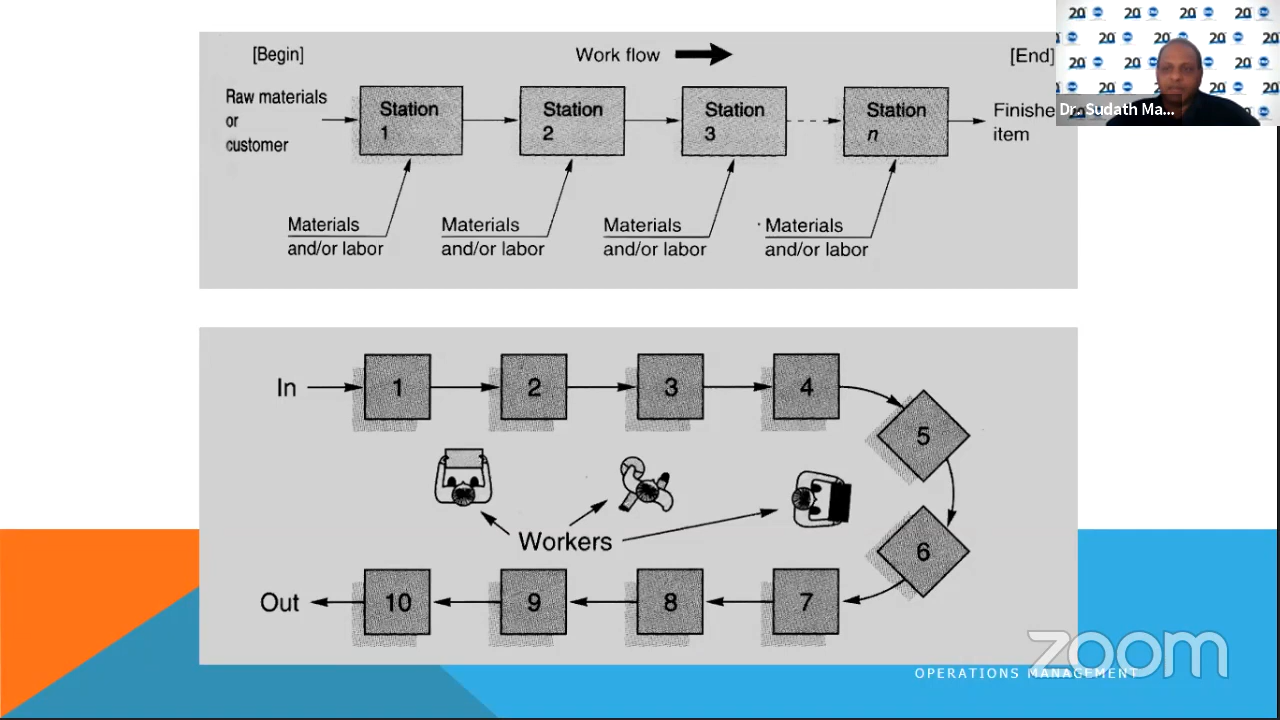 [Begin]
Work flow
[End]
Raw materials
or
customer
Station
1
Station
2
Station
3
Station
n
Finishe
item
Materials
and/or labor
Materials
and/or labor
Materials
and/or labor
Materials
and/or labor
20
Dr. Sudath Ma...
In
1
2
3
4
5
6
Workers
Out
10
9
8
7
zoom
OPERATIONS MANAGEMENT